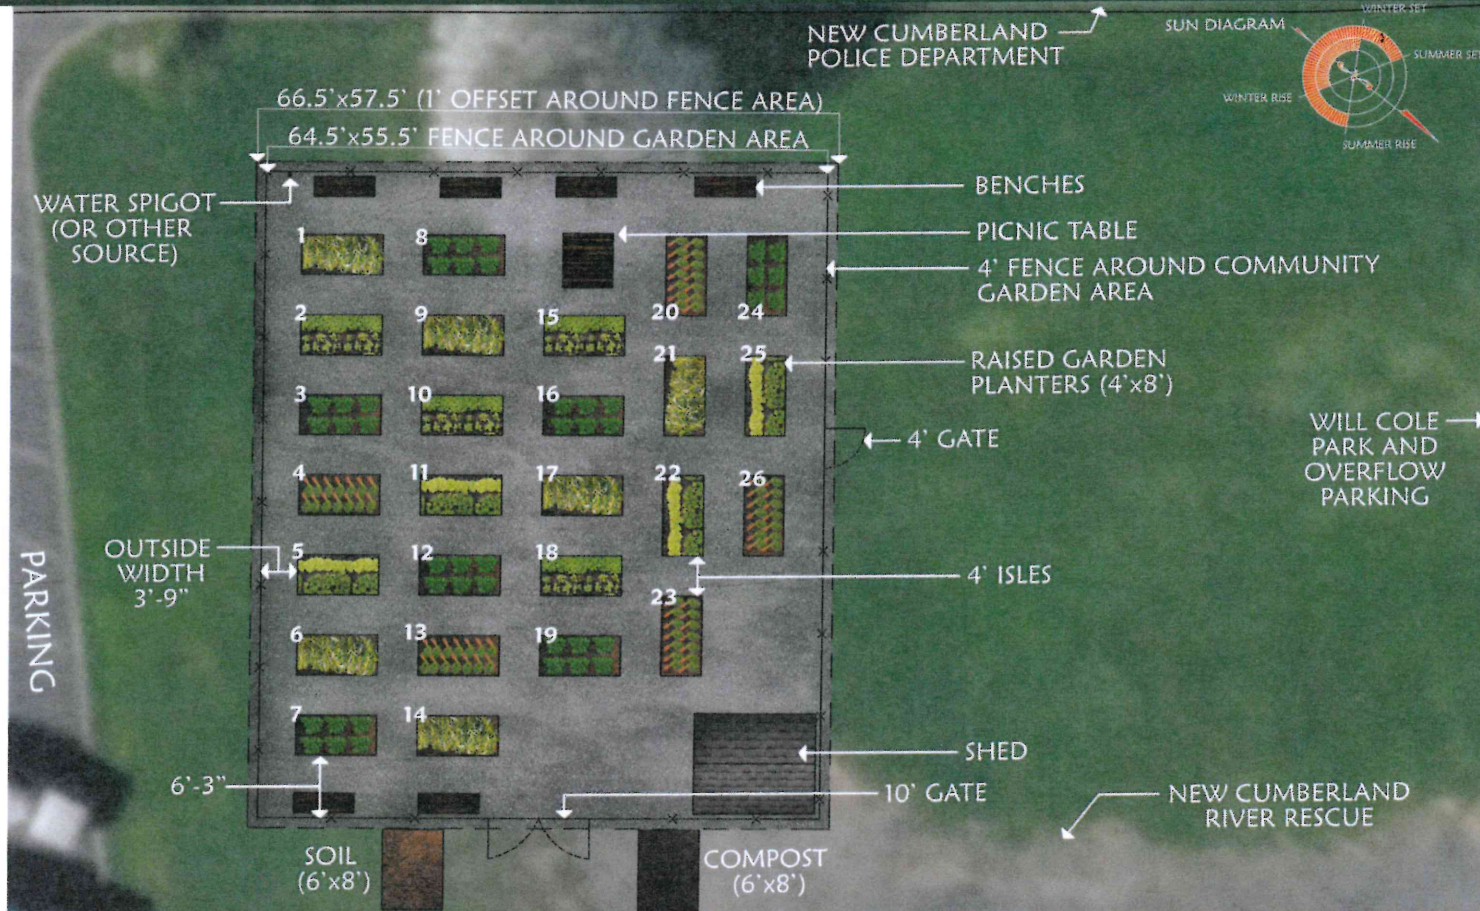 NEW CUMBERLAND
POLICE DEPARTMENT
SUN DIAGRAM
WINTER SET
SUMMER SET
WINTER RISE
SUMMER RISE
66.5'x57.5' (1' OFFSET AROUND FENCE AREA)
64.5'x55.5' FENCE AROUND GARDEN AREA
WATER SPIGOT
(OR OTHER
SOURCE)
BENCHES
PICNIC TABLE
4' FENCE AROUND COMMUNITY
GARDEN AREA
RAISED GARDEN
PLANTERS (4'x8')
4' GATE
WILL COLE
PARK AND
OVERFLOW
PARKING
1
8
2
9
15
20
24
3
10
16
21
25
4
11
17
22
26
5
12
18
23
6
13
19
7
14
OUTSIDE
WIDTH
3'-9"
4' ISLES
PARKING
SHED
6'-3"
10' GATE
NEW CUMBERLAND
RIVER RESCUE
SOIL
(6'x8')
COMPOST
(6'x8')